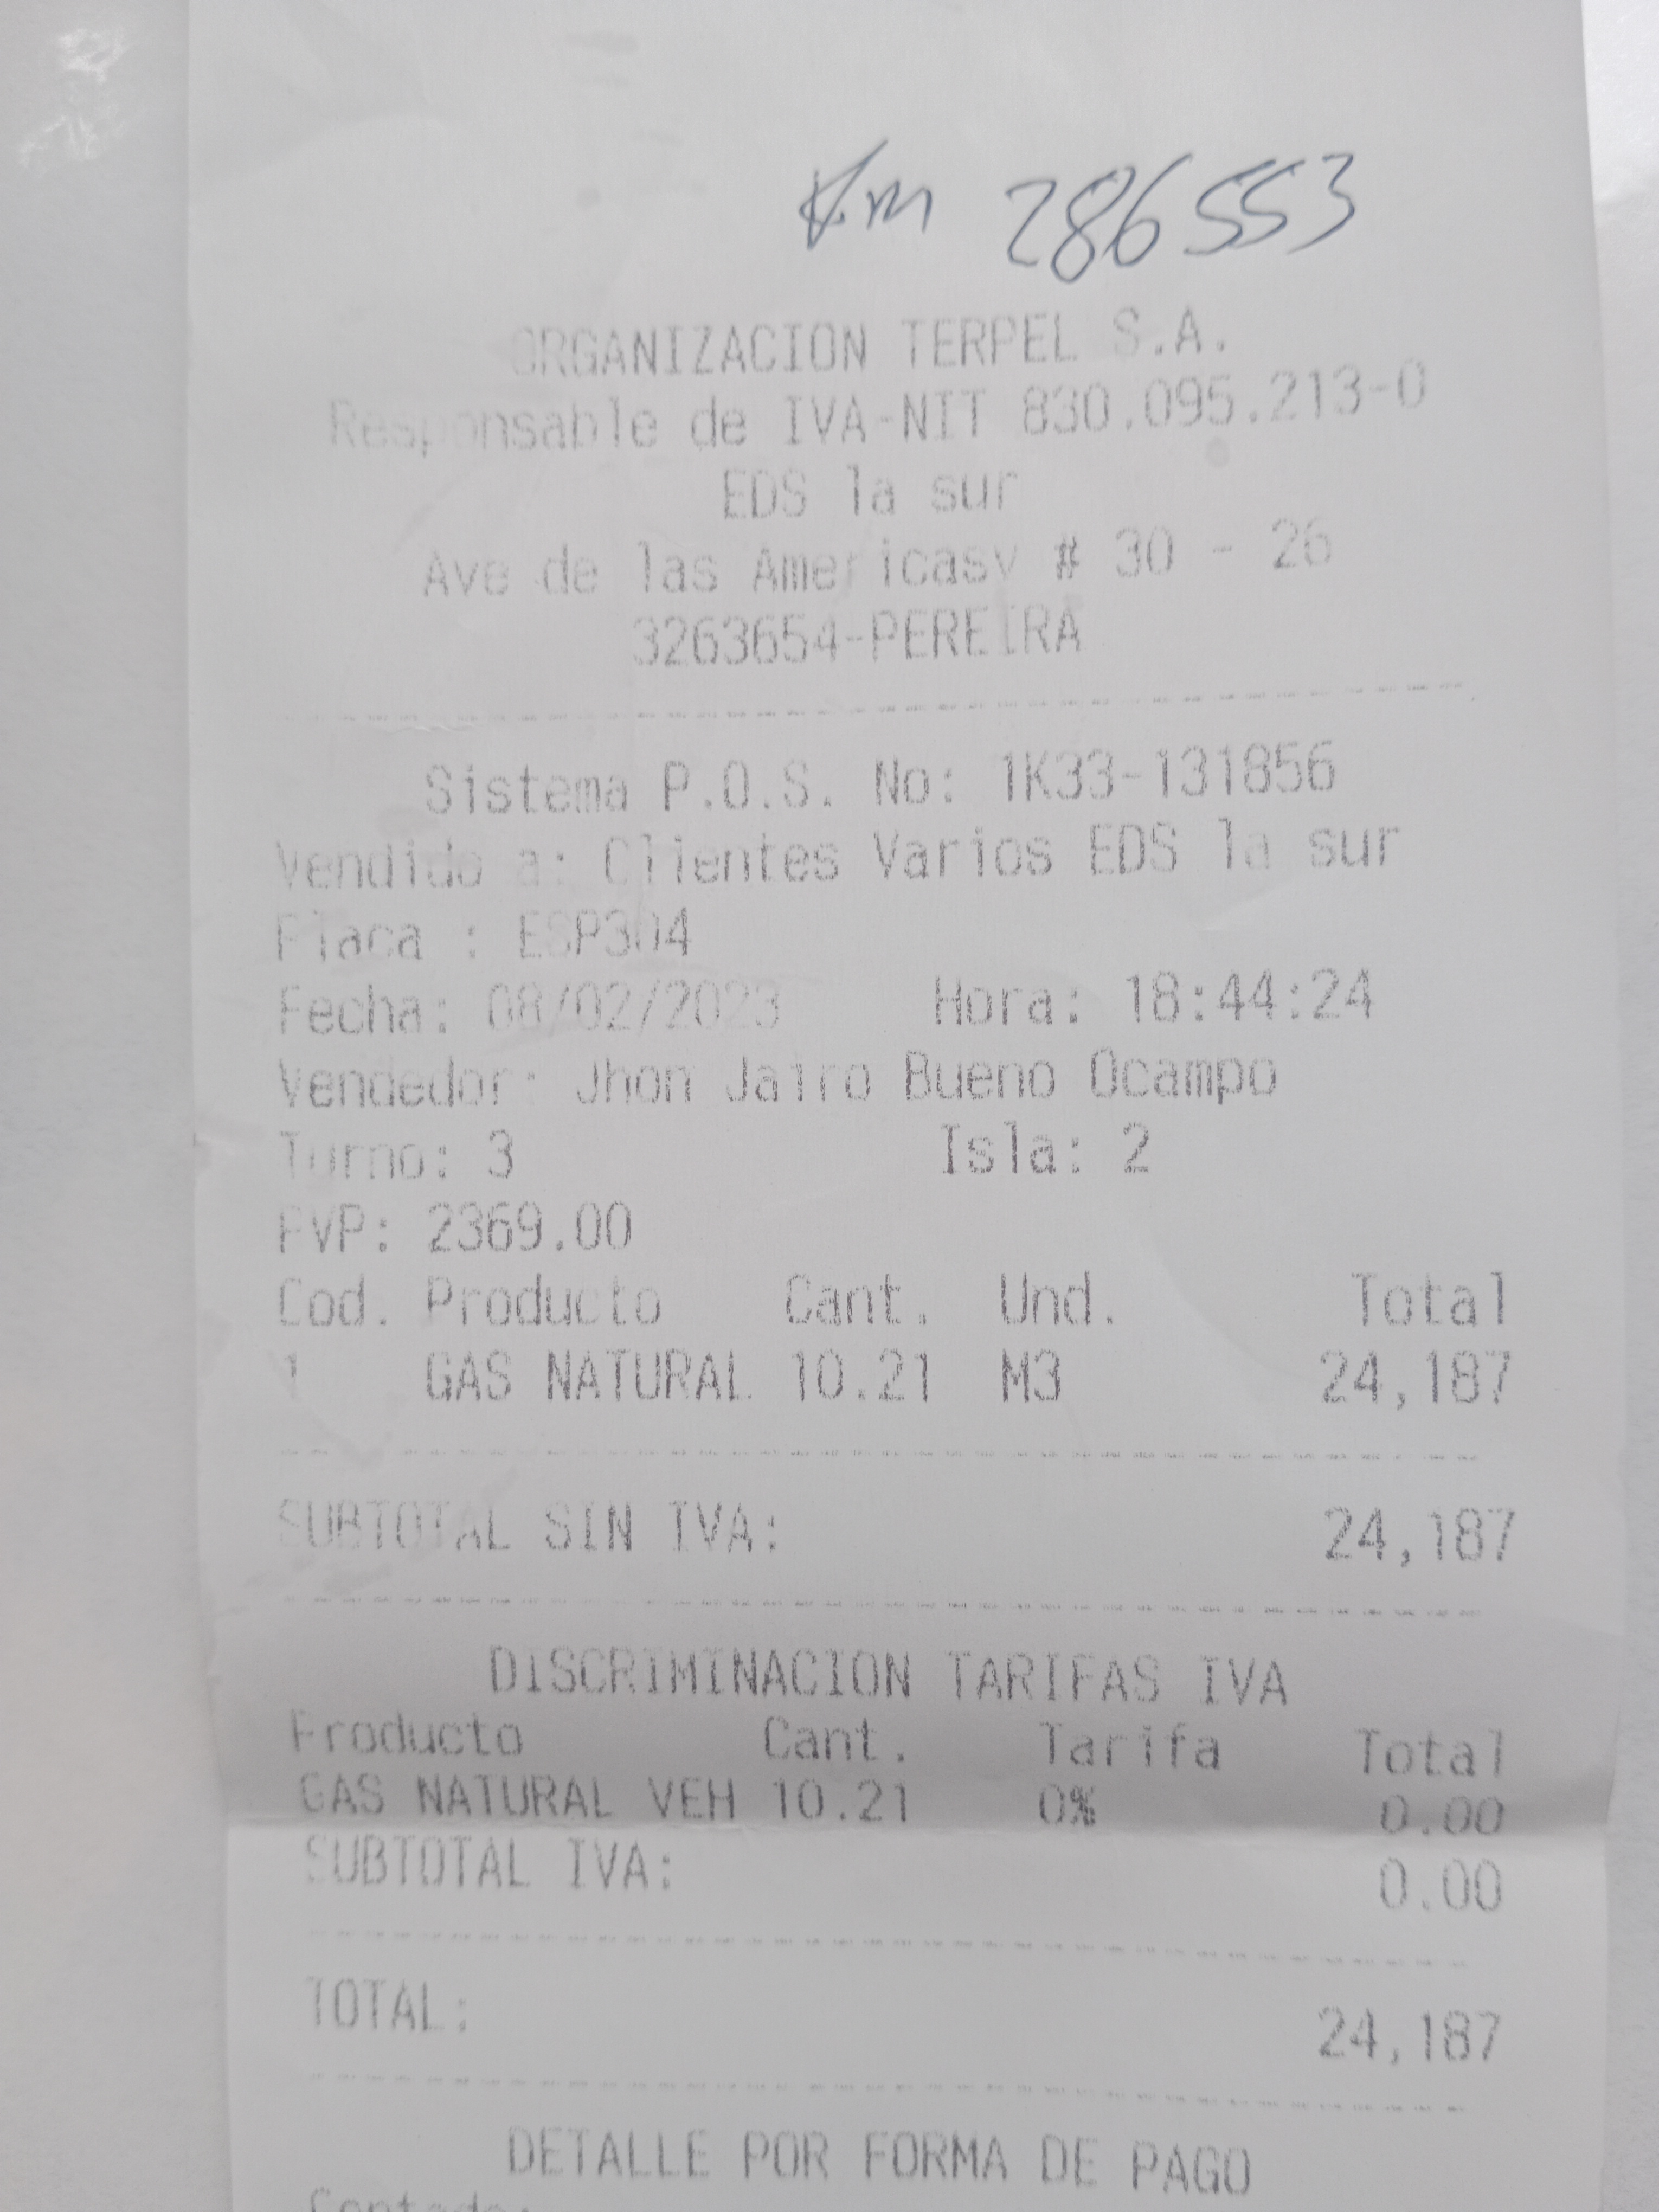 Km 286553
ORGANIZACION TERPEL S.A.
Responsable de IVA-NIT 830.095.213-0
EDS la sur
Ave de las Americasv # 30 - 26
3263654-PEREIRA
Sistema P.O.S. No: 1K33-131856
Vendido a: Clientes Varios EDS la sur
Placa : ESP304
Fecha: 08/02/2023 Hora: 18:44:24
Vendedor: Jhon Jairo Bueno Ocampo
Turno: 3 Isla: 2
PVP: 2369.00
Cod. Producto Cant. Und. Total
1 GAS NATURAL 10.21 M3 24,187
SUBTOTAL SIN IVA: 24,187
DISCRIMINACION TARIFAS IVA
Producto Cant. Tarifa Total
GAS NATURAL VEH 10.21 0% 0.00
SUBTOTAL IVA: 0.00
TOTAL: 24,187
DETALLE POR FORMA DE PAGO
Contado: